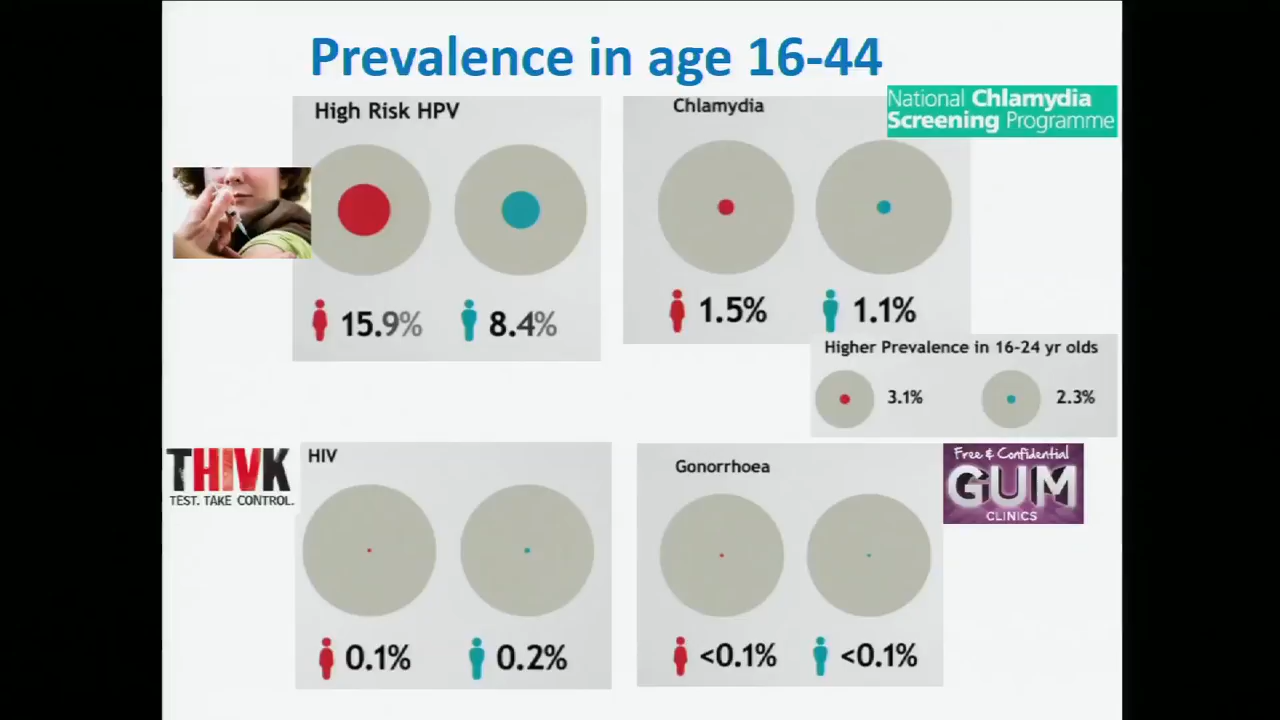 Prevalence in age 16-44
High Risk HPV
15.9%
8.4%
Chlamydia
National Chlamydia
Screening Programme
1.5%
1.1%
Higher Prevalence in 16-24 yr olds
3.1%
2.3%
THIVK
TEST. TAKE CONTROL.
HIV
0.1%
0.2%
Gonorrhoea
<0.1%
<0.1%
Free & Confidential
GUM
CLINICS